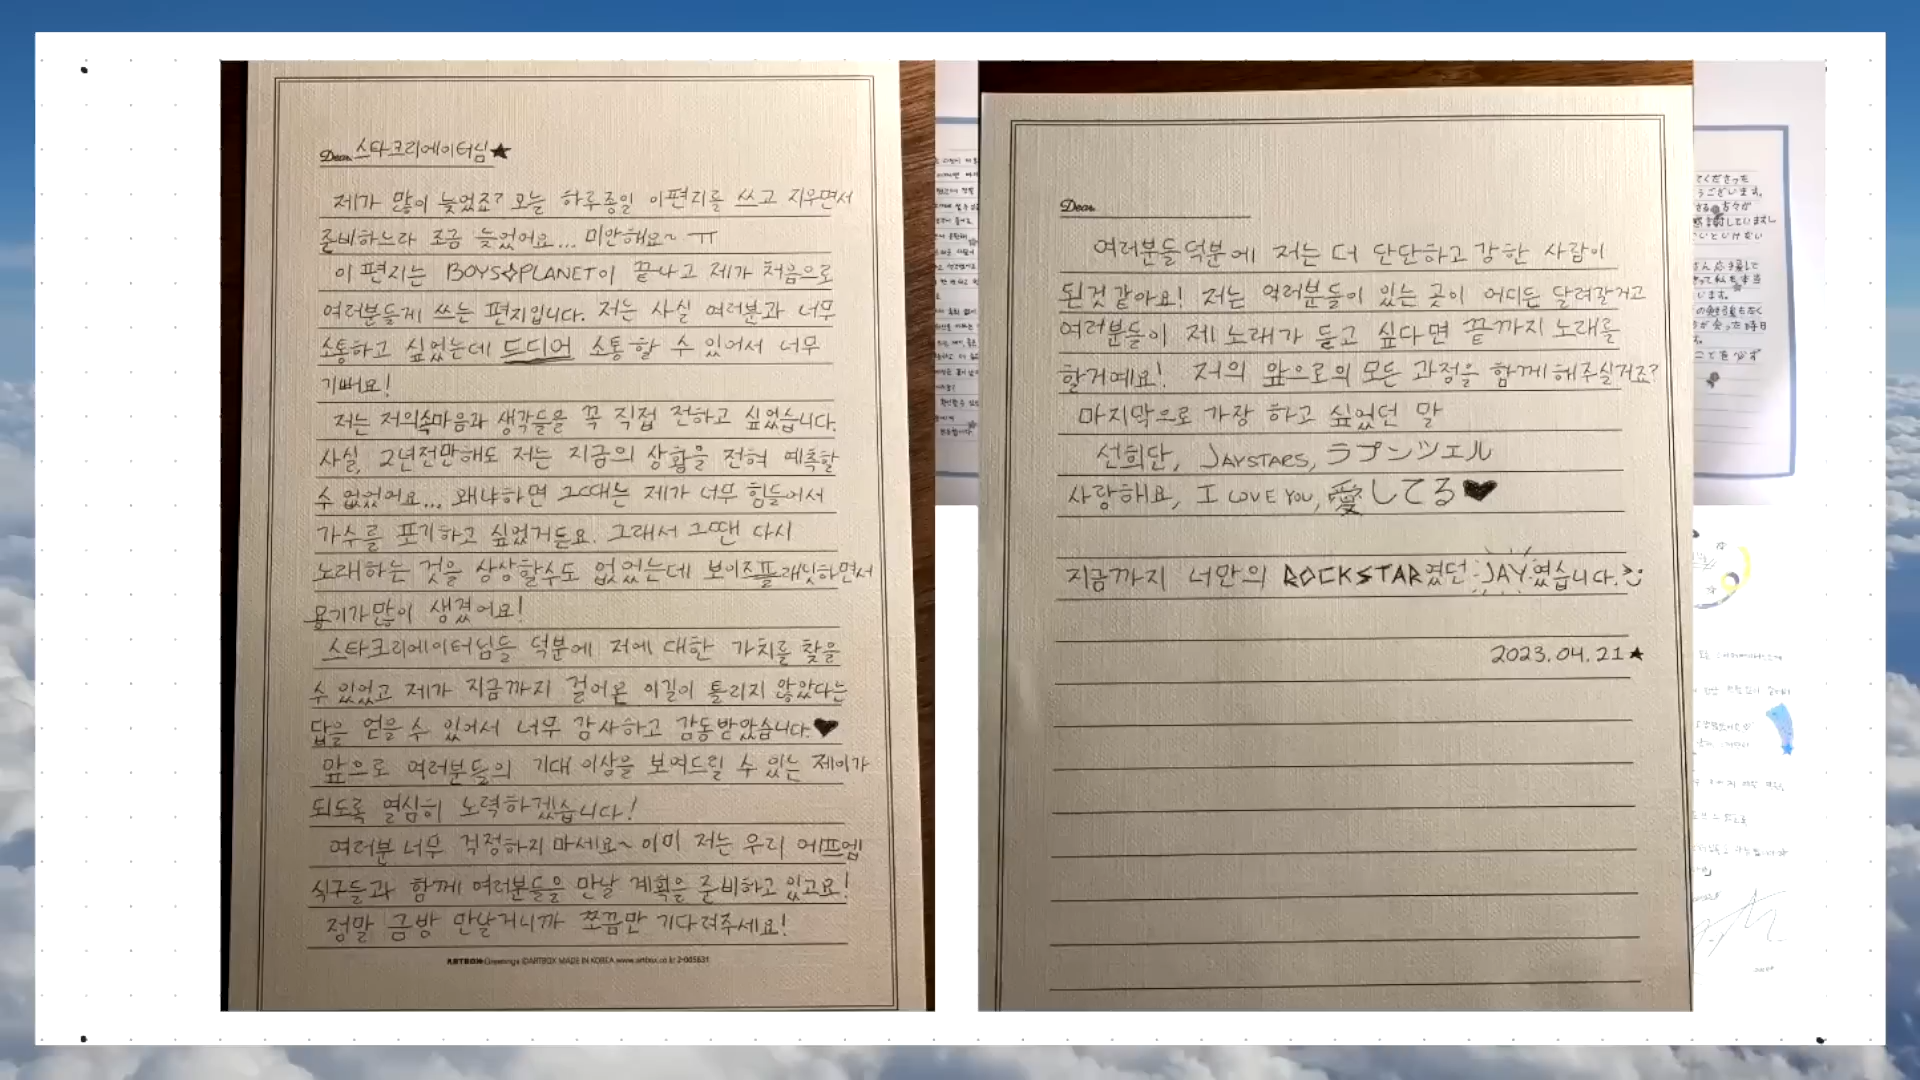 Dear 스타크리에이터님★
제가 많이 늦었죠? 오늘 하루종일 이편지를 쓰고 지우면서
준비하느라 조금 늦었어요... 미안해요~ ㅠ
이 편지는 BOYS PLANET이 끝나고 제가 처음으로
여러분들게 쓰는 편지입니다. 저는 사실 여러분과 너무
소통하고 싶었는데 드디어 소통 할 수 있어서 너무
기뻐요!
저는 저의속마음과 생각들을 꼭 직접 전하고 싶었습니다.
사실, 2년전만해도 저는 지금의 상황을 전혀 예측할
수 없었어요... 왜냐하면 그때는 제가 너무 힘들어서
가수를 포기하고 싶었거든요. 그래서 그땐 다시
노래하는 것을 상상할수도 없었는데 보이즈플래닛하면서
용기가많이 생겼어요!
스타크리에이터님들 덕분에 저에 대한 가치를 찾을
수 있었고 제가 지금까지 걸어온 이길이 틀리지 않았다는
답을 얻을 수 있어서 너무 감사하고 감동받았습니다.♥
앞으로 여러분들의 기대 이상을 보여드릴 수 있는 제이가
되도록 열심히 노력하겠습니다!
여러분 너무 걱정하지 마세요~ 이미 저는 우리 에프엠
식구들과 함께 여러분들을 만날 계획을 준비하고 있고요!
정말 금방 만날거니까 쪼끔만 기다려주세요!
ARTBOX Greetings ©ARTBOX MADE IN KOREA www.artbox.co.kr 2-005631
Dear
여러분들덕분에 저는 더 단단하고 강한 사람이
된것 같아요! 저는 여러분들이 있는 곳이 어디든 달려갈거고
여러분들이 제 노래가 듣고 싶다면 끝까지 노래를
할거예요! 저의 앞으로의 모든 과정을 함께해주실거죠?
마지막으로 가장 하고 싶었던 말
선희단, JAYSTARS, ラプンツェル
사랑해요, I LOVE YOU, 愛してる♥
지금까지 너만의 ROCKSTAR였던 JAY였습니다.
2023.04.21★